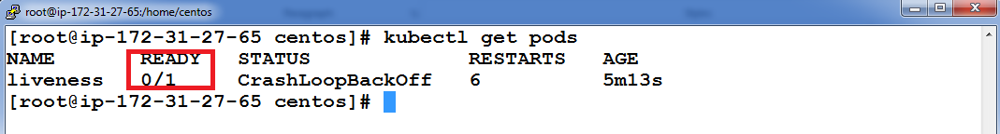 root@ip-172-31-27-65:/home/centos
[root@ip-172-31-27-65 centos]# kubectl get pods
NAME READY STATUS RESTARTS AGE
liveness 0/1 CrashLoopBackOff 6 5m13s
[root@ip-172-31-27-65 centos]#